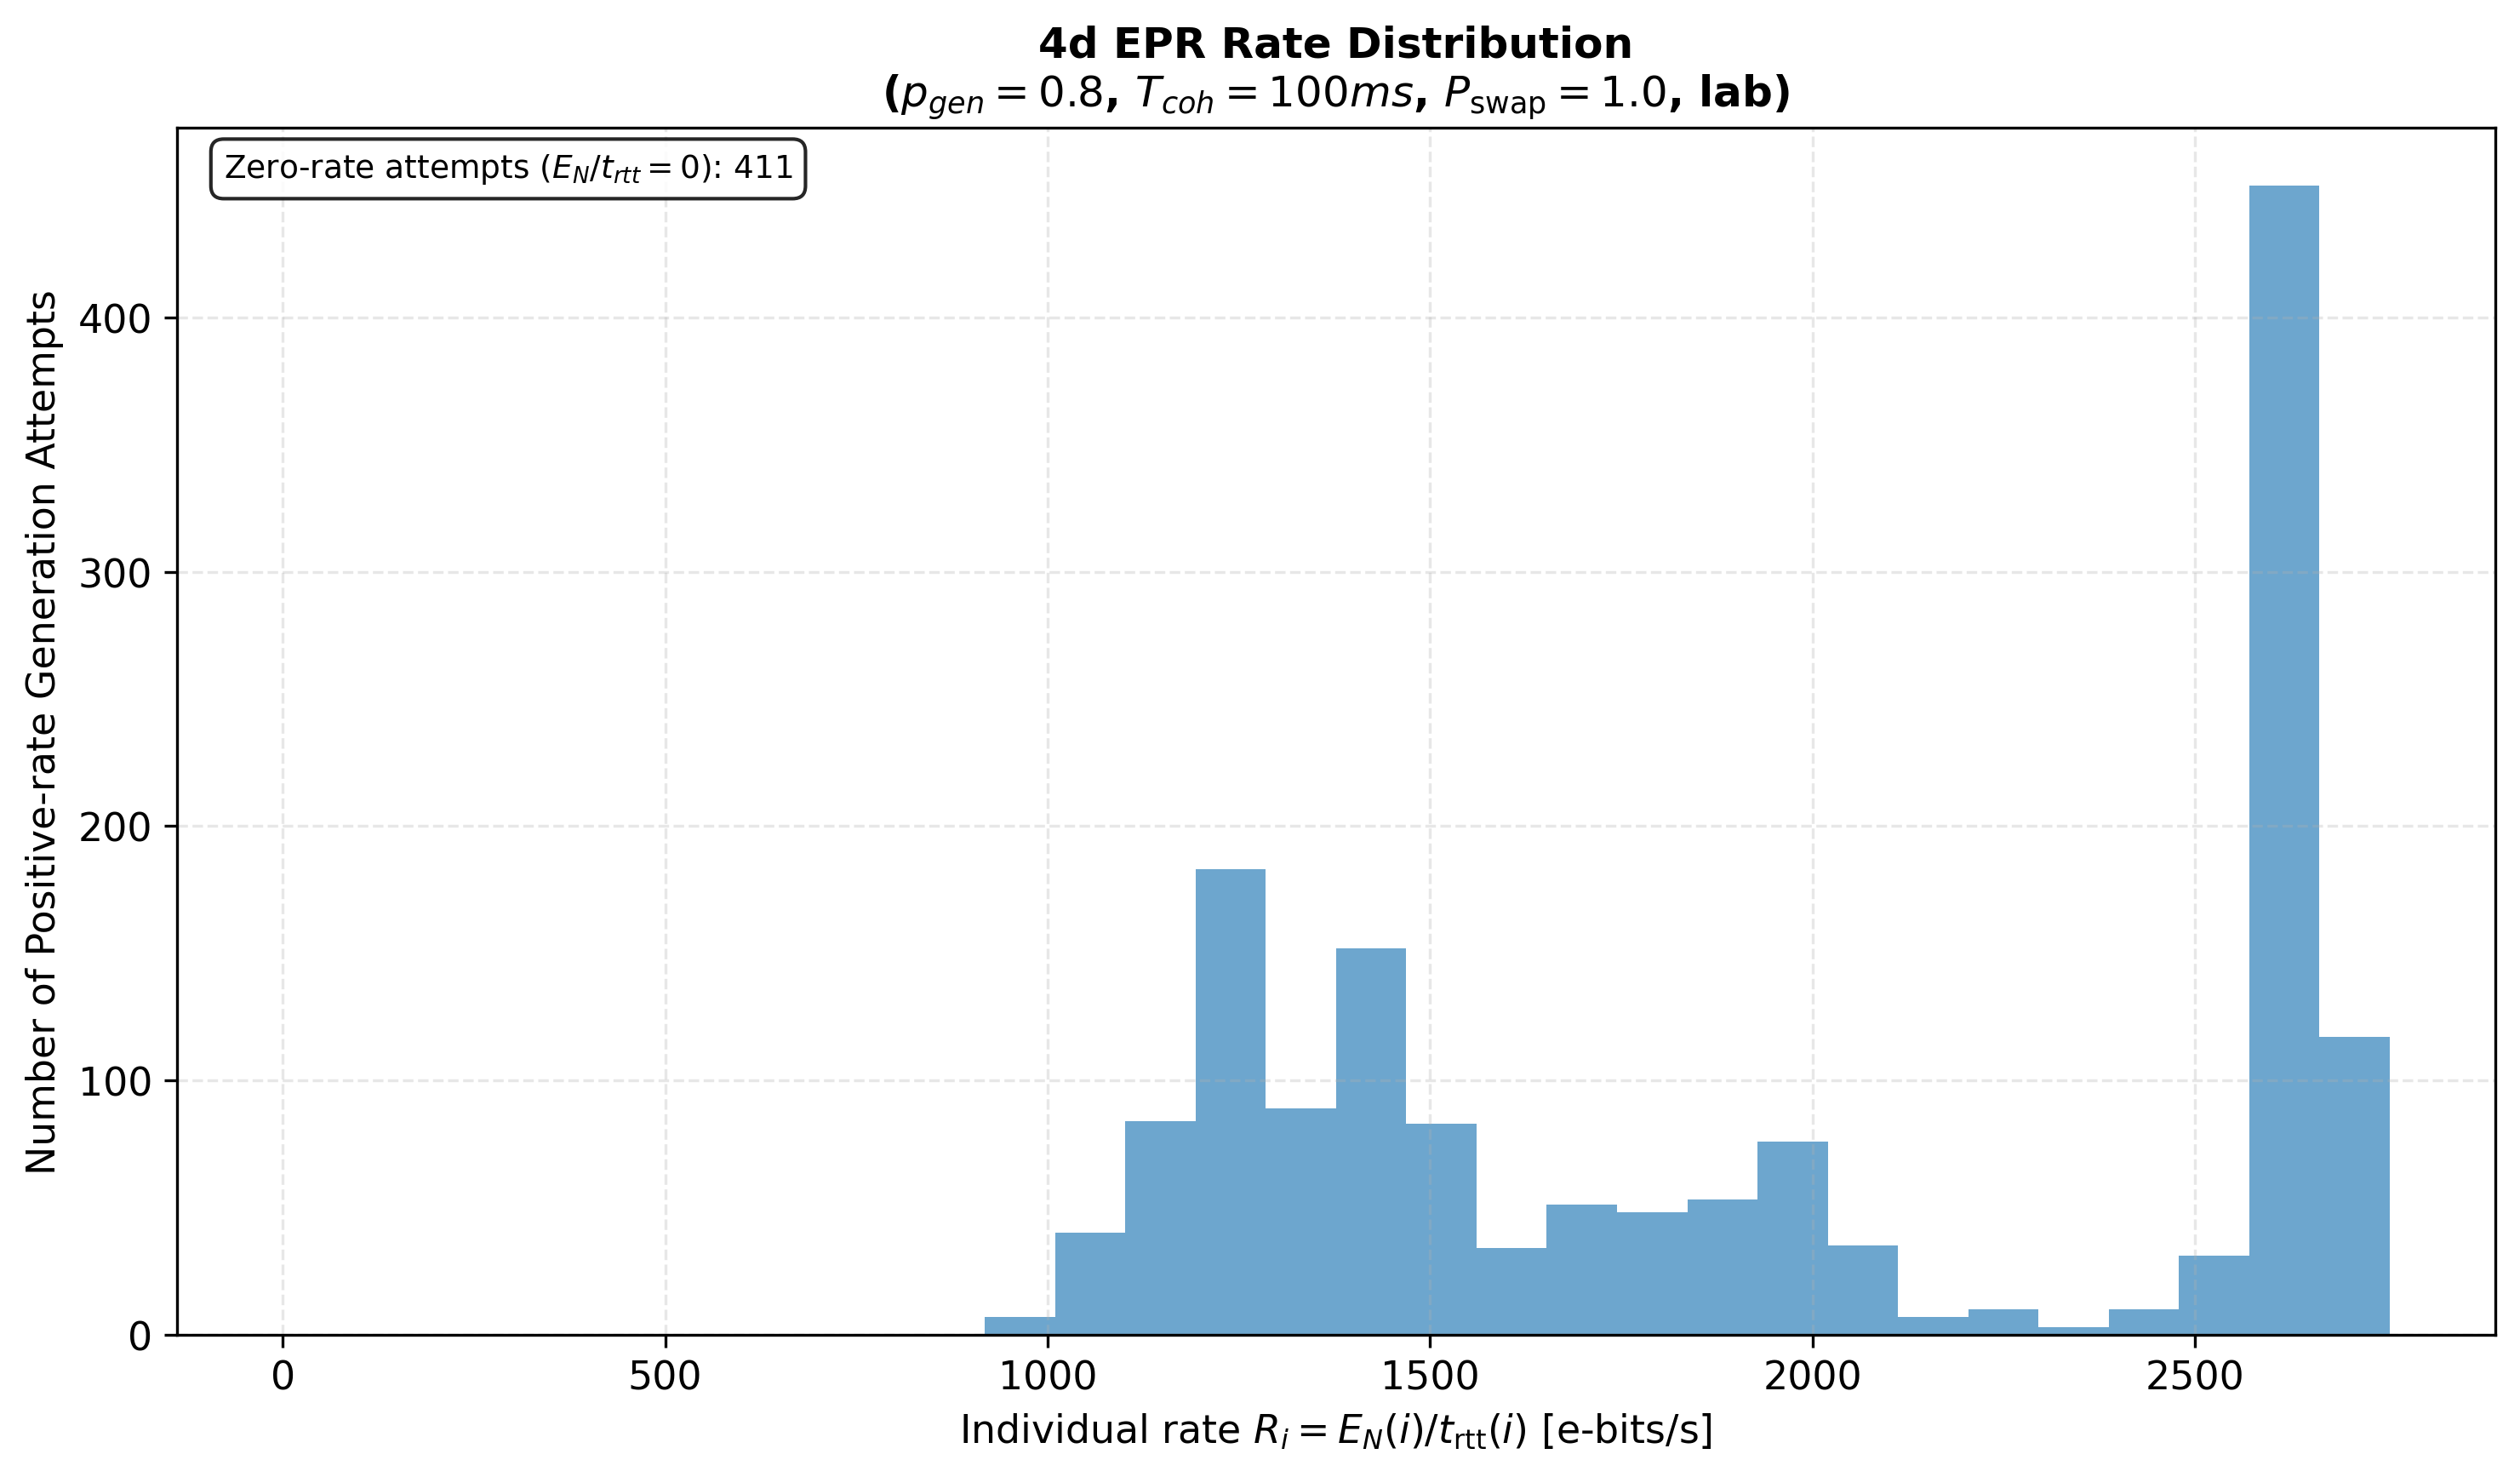 4d EPR Rate Distribution
(p_gen = 0.8, T_coh = 100ms, P_swap = 1.0, lab)
Zero-rate attempts (E_N/t_rtt = 0): 411
Number of Positive-rate Generation Attempts
400
300
200
100
0
0 500 1000 1500 2000 2500
Individual rate R_i = E_N(i)/t_rtt(i) [e-bits/s]